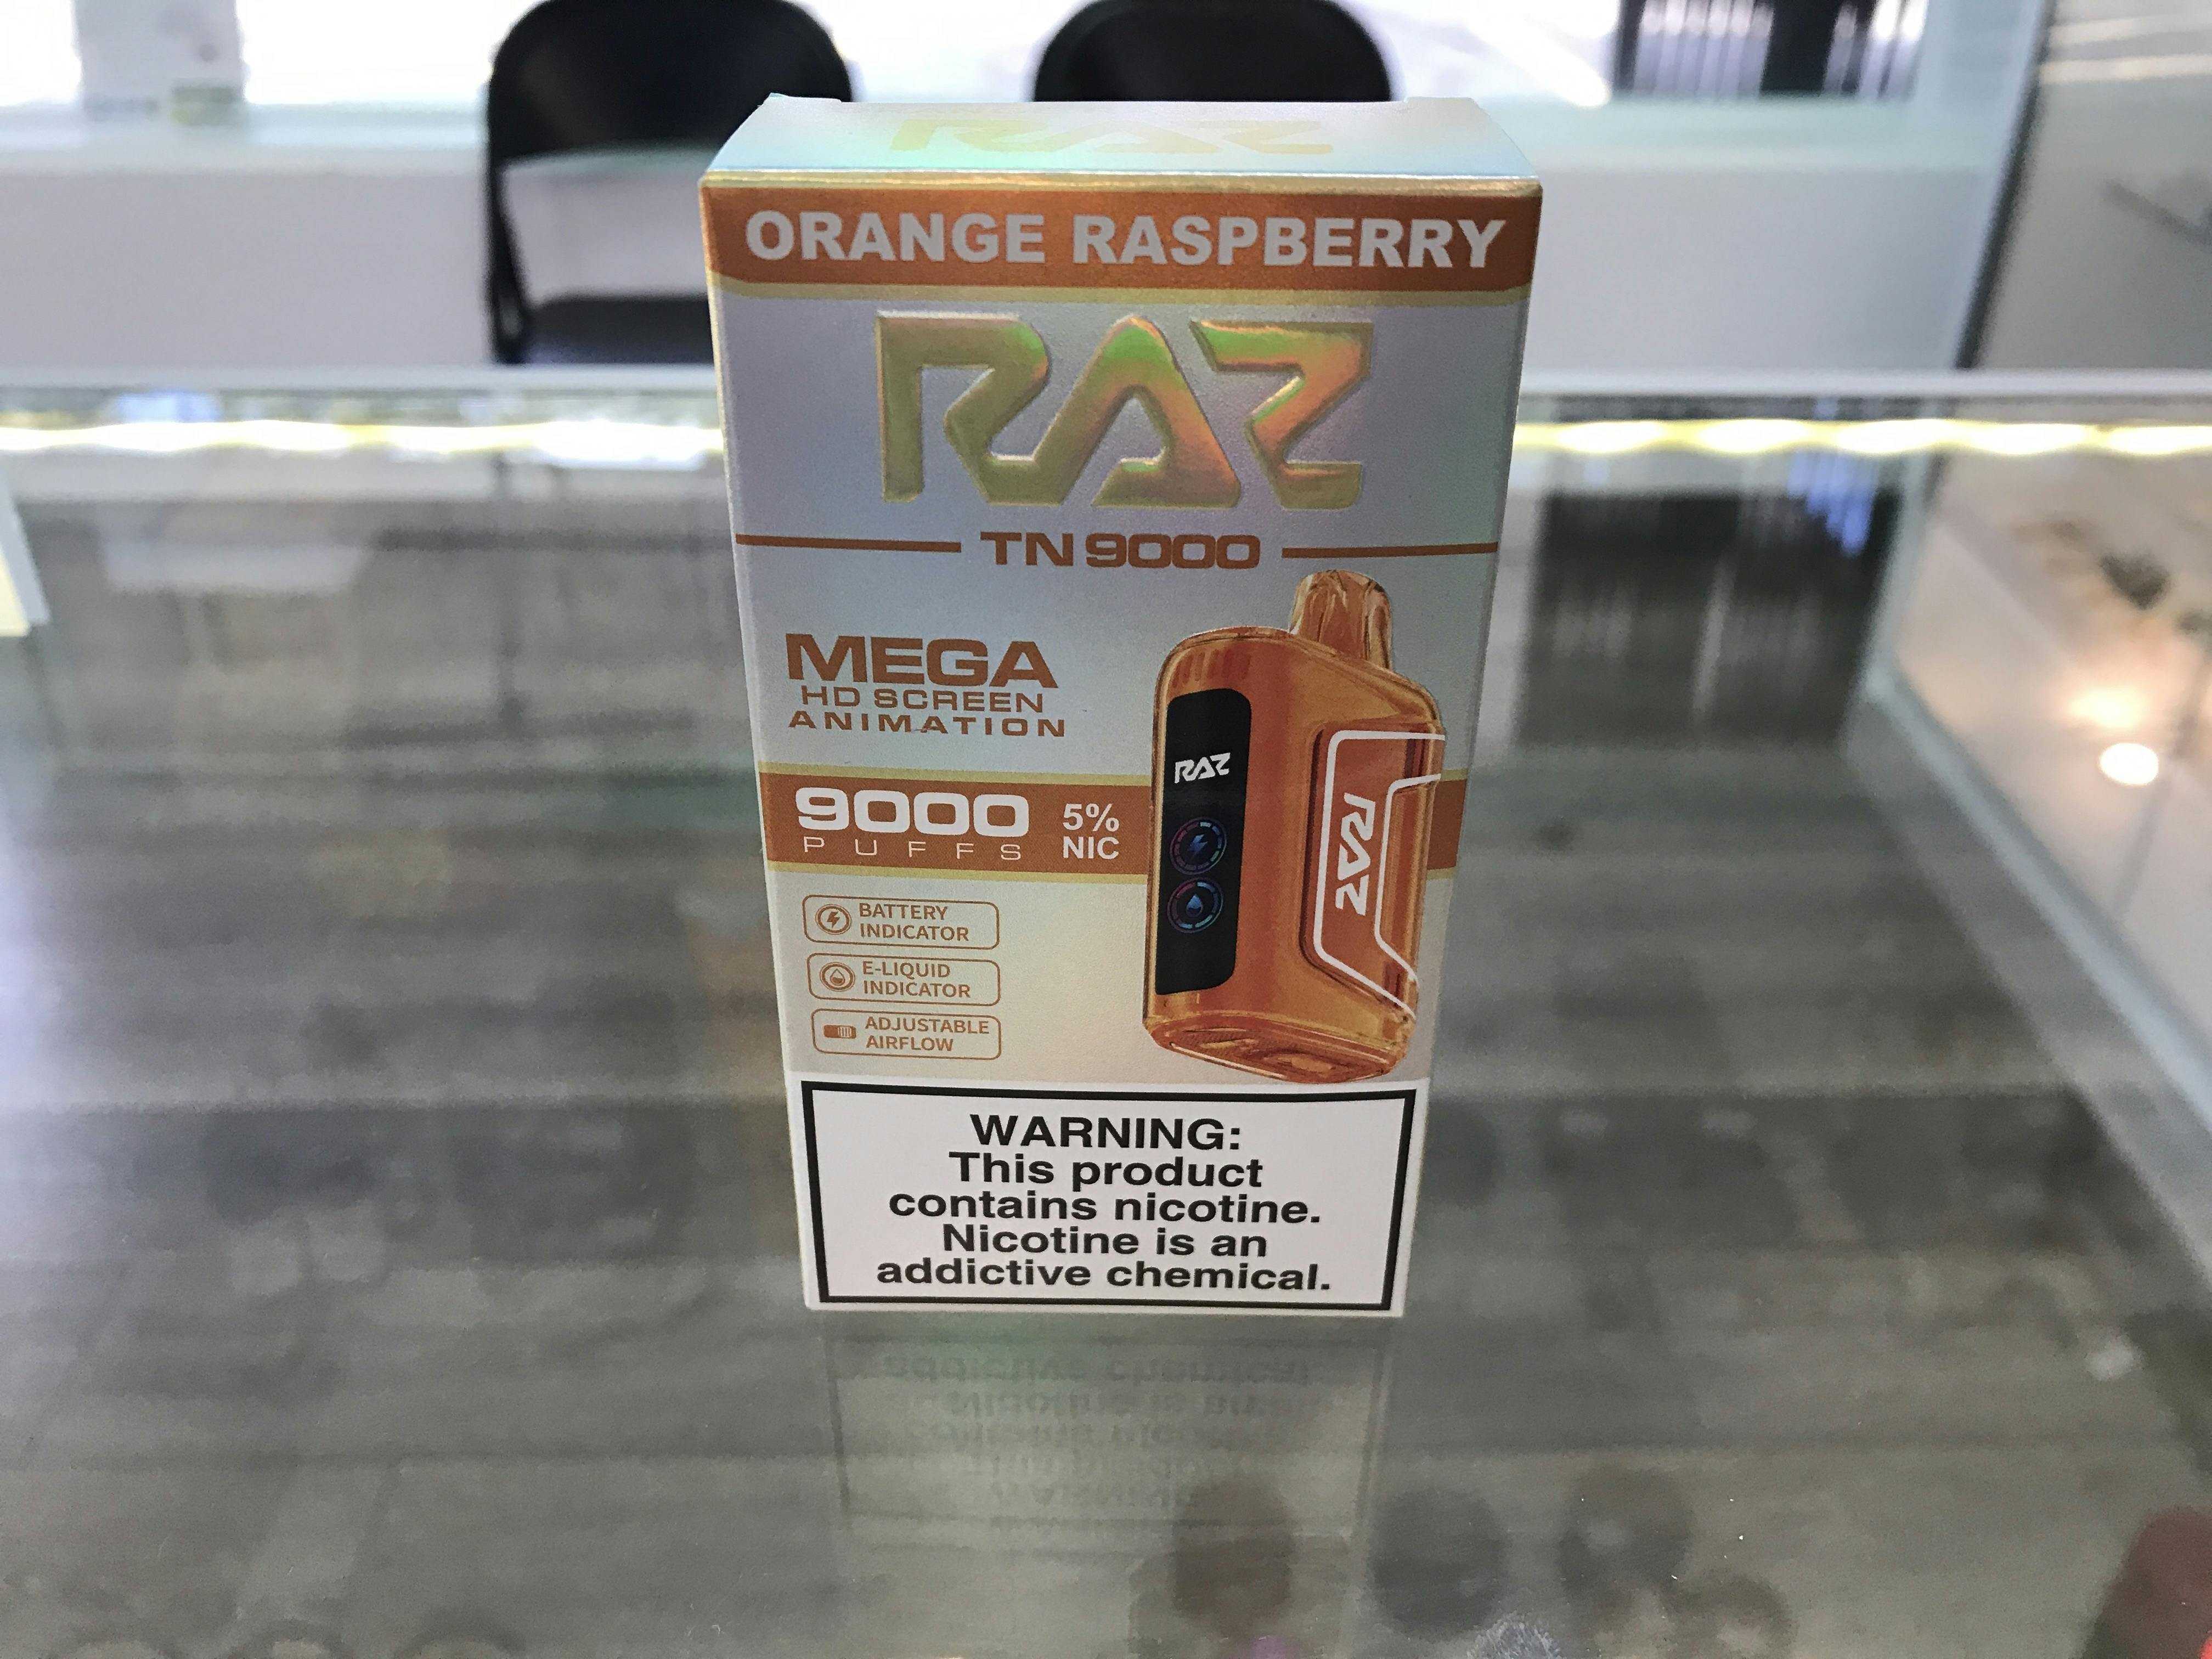 RAZ
ORANGE RASPBERRY
RAZ
TN 9000
MEGA
HD SCREEN
ANIMATION
9000
PUFFS
5%
NIC
BATTERY
INDICATOR
E-LIQUID
INDICATOR
ADJUSTABLE
AIRFLOW
RAZ
RAZ
WARNING:
This product
contains nicotine.
Nicotine is an
addictive chemical.